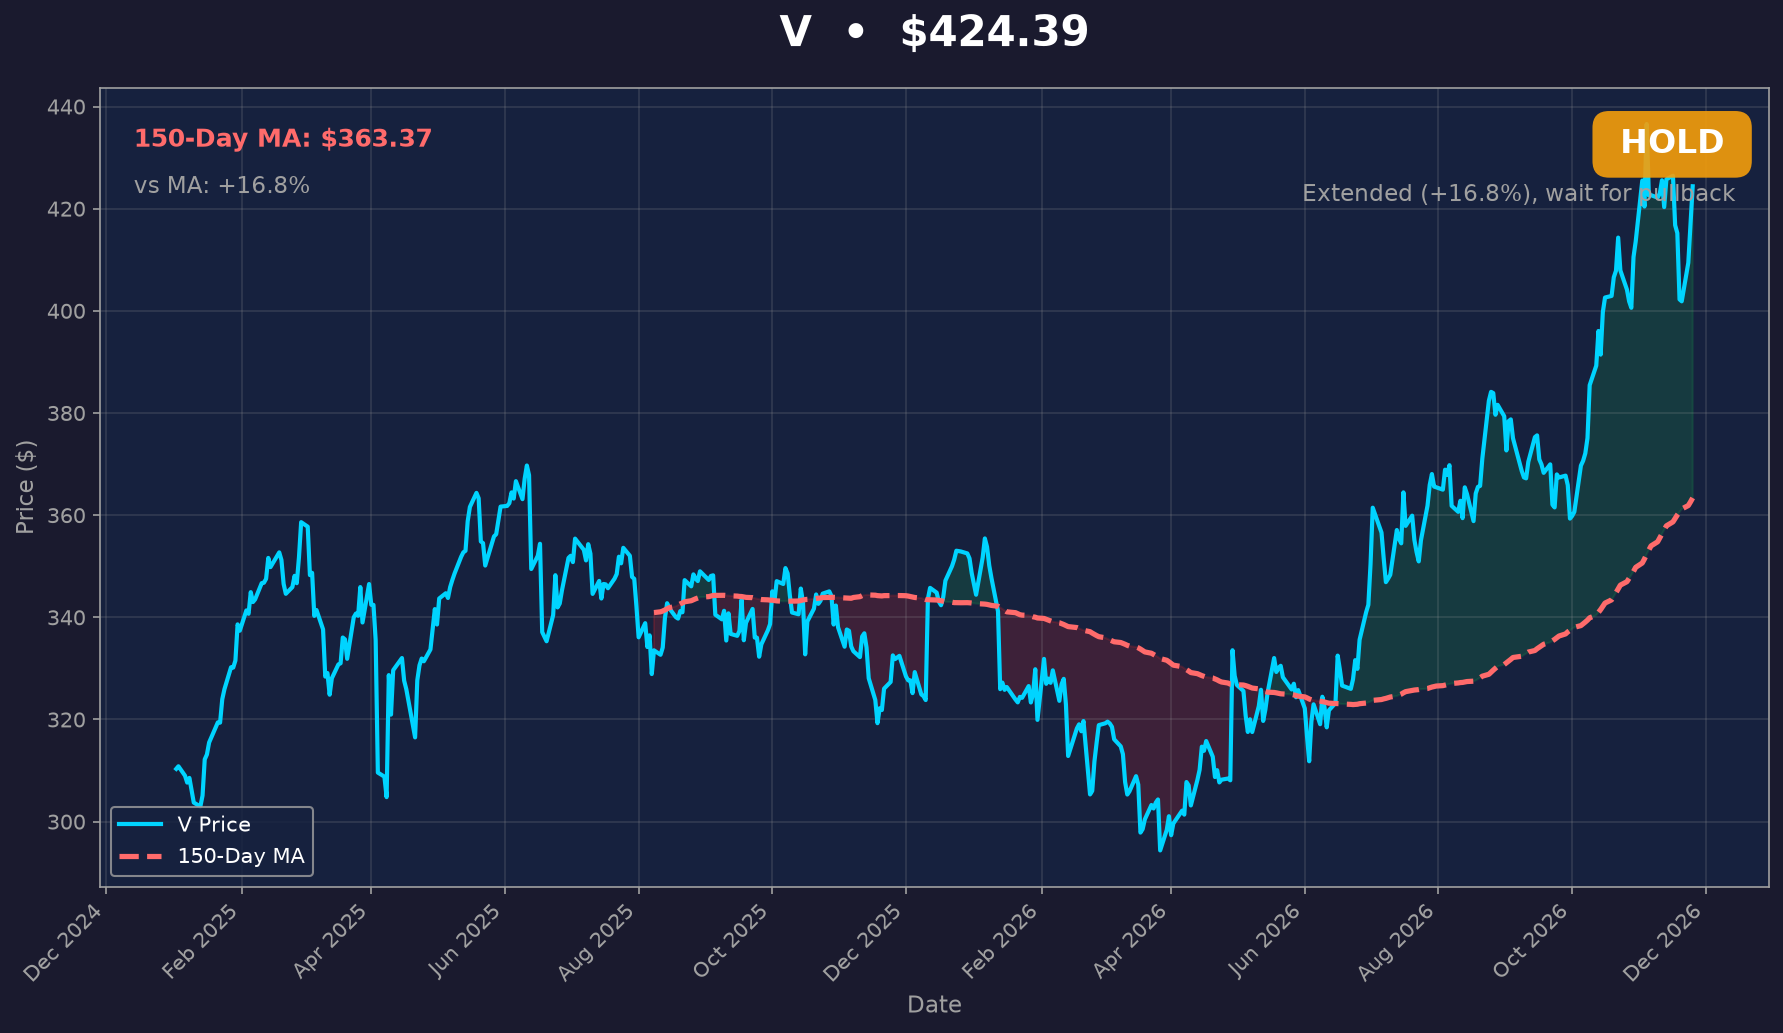 V • $424.39
150-Day MA: $363.37
vs MA: +16.8%
HOLD
Extended (+16.8%), wait for pullback
440
420
400
380
360
340
320
300
Price ($)
V Price
150-Day MA
Dec 2024
Feb 2025
Apr 2025
Jun 2025
Aug 2025
Oct 2025
Dec 2025
Feb 2026
Apr 2026
Jun 2026
Aug 2026
Oct 2026
Dec 2026
Date